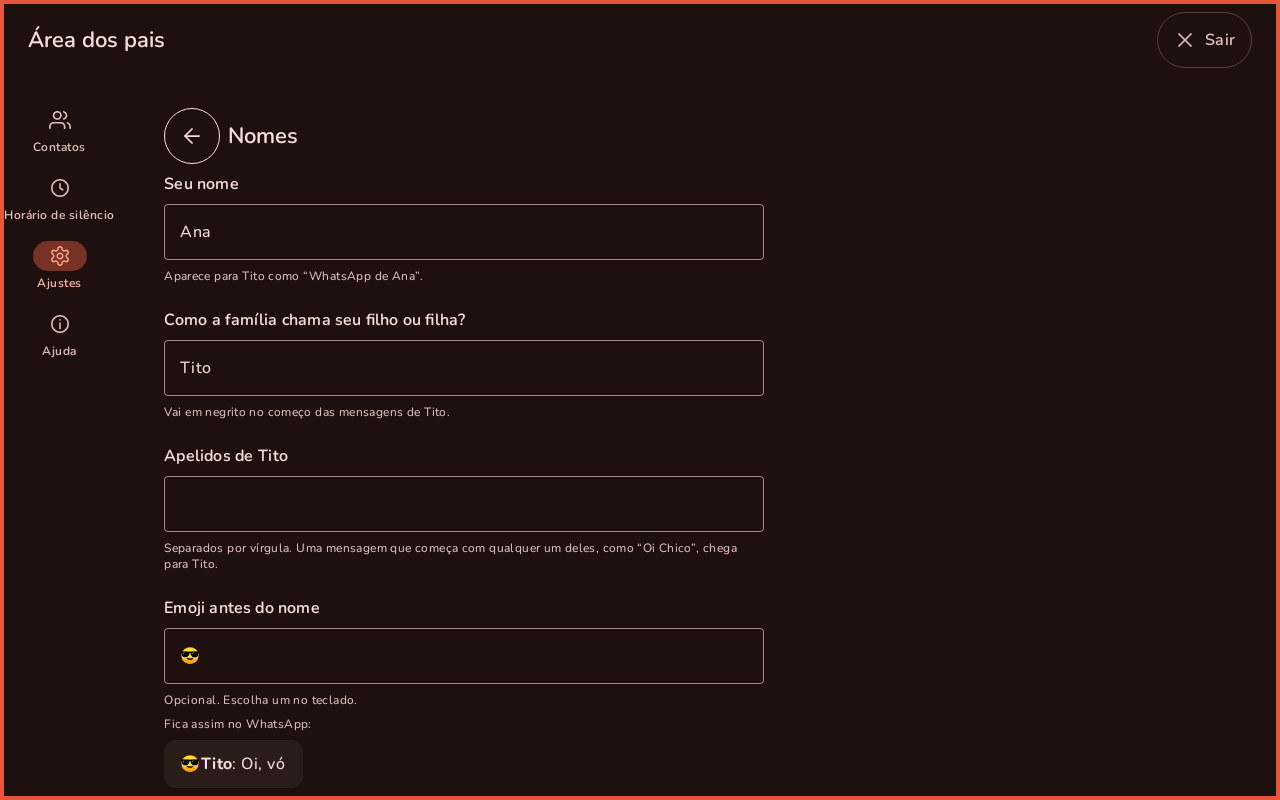 Área dos pais
Sair
Contatos
Horário de silêncio
Ajustes
Ajuda
Nomes
Seu nome
Ana
Aparece para Tito como “WhatsApp de Ana”.
Como a família chama seu filho ou filha?
Tito
Vai em negrito no começo das mensagens de Tito.
Apelidos de Tito
Separados por vírgula. Uma mensagem que começa com qualquer um deles, como “Oi Chico”, chega
para Tito.
Emoji antes do nome
😎
Opcional. Escolha um no teclado.
Fica assim no WhatsApp:
😎Tito: Oi, vó